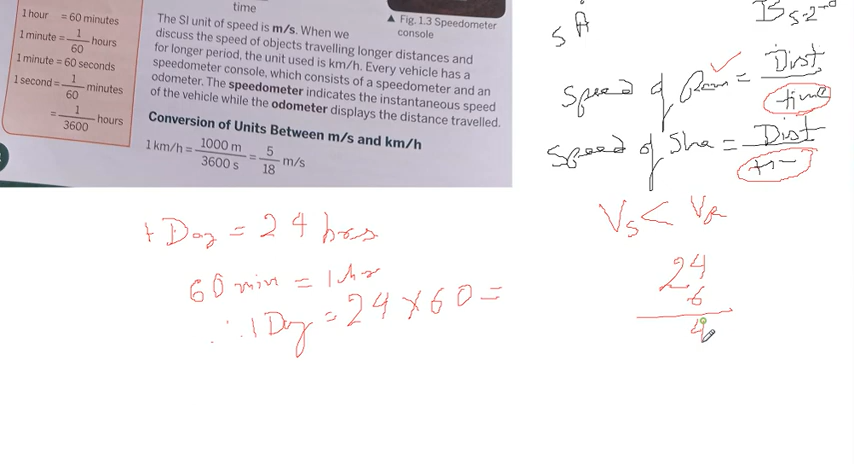 time
1 hour = 60 minutes
1 minute = 1/60 hours
1 minute = 60 seconds
1 second = 1/60 minutes
= 1/3600 hours
The SI unit of speed is m/s. When we
discuss the speed of objects travelling longer distances and
for longer period, the unit used is km/h. Every vehicle has a
speedometer console, which consists of a speedometer and an
odometer. The speedometer indicates the instantaneous speed
of the vehicle while the odometer displays the distance travelled.
▲ Fig. 1.3 Speedometer
console
Conversion of Units Between m/s and km/h
1 km/h = 1000 m/3600 s = 5/18 m/s
S A
B
Speed of = Dist/time
Speed of Sha = Dist
Vs < VR
1 Day = 24 hrs
60 min = 1 hr
∴ 1 Day = 24 × 60 =
24
6
4